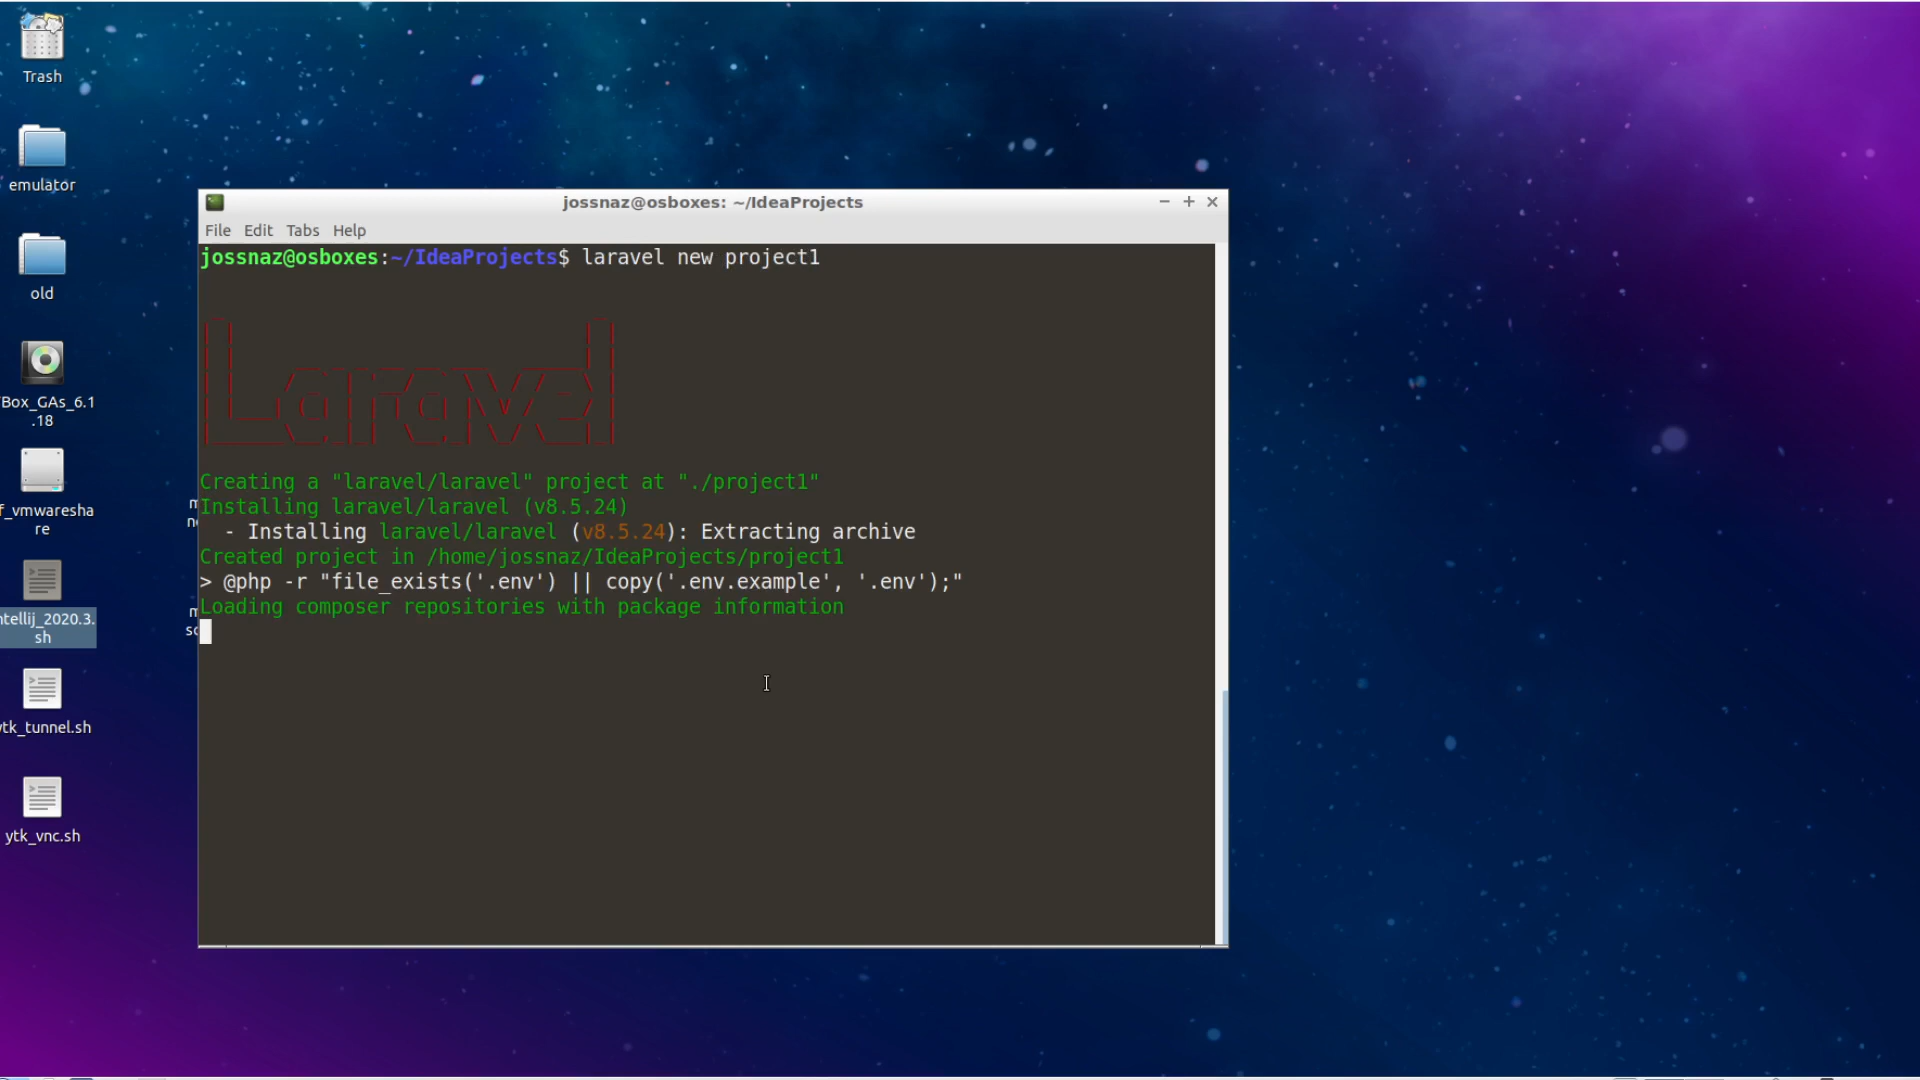 Trash
emulator
old
Box_GAs_6.1
.18
f_vmwaresha
re
ntellij_2020.3.
sh
tk_tunnel.sh
ytk_vnc.sh
jossnaz@osboxes: ~/IdeaProjects
File Edit Tabs Help
jossnaz@osboxes:~/IdeaProjects$ laravel new project1
Laravel
Creating a "laravel/laravel" project at "./project1"
Installing laravel/laravel (v8.5.24)
- Installing laravel/laravel (v8.5.24): Extracting archive
Created project in /home/jossnaz/IdeaProjects/project1
> @php -r "file_exists('.env') || copy('.env.example', '.env');"
Loading composer repositories with package information